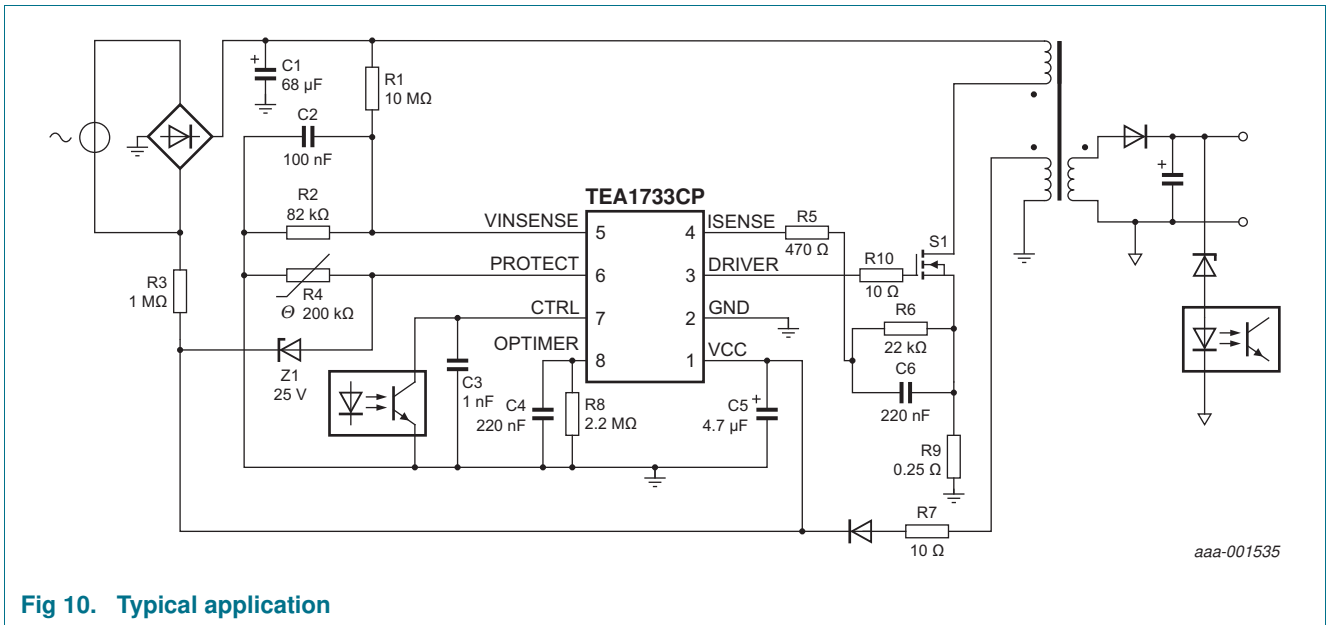 C1
68 µF
R1
10 MΩ
C2
100 nF
R2
82 kΩ
TEA1733CP
VINSENSE
5
4
ISENSE
R5
470 Ω
S1
R3
1 MΩ
PROTECT
6
3
DRIVER
R10
10 Ω
R4
Θ 200 kΩ
CTRL
7
2
GND
R6
22 kΩ
OPTIMER
8
1
VCC
Z1
25 V
C3
1 nF
C4
220 nF
R8
2.2 MΩ
C5
4.7 µF
+
C6
220 nF
R9
0.25 Ω
R7
10 Ω
+
+
~
aaa-001535
Fig 10. Typical application